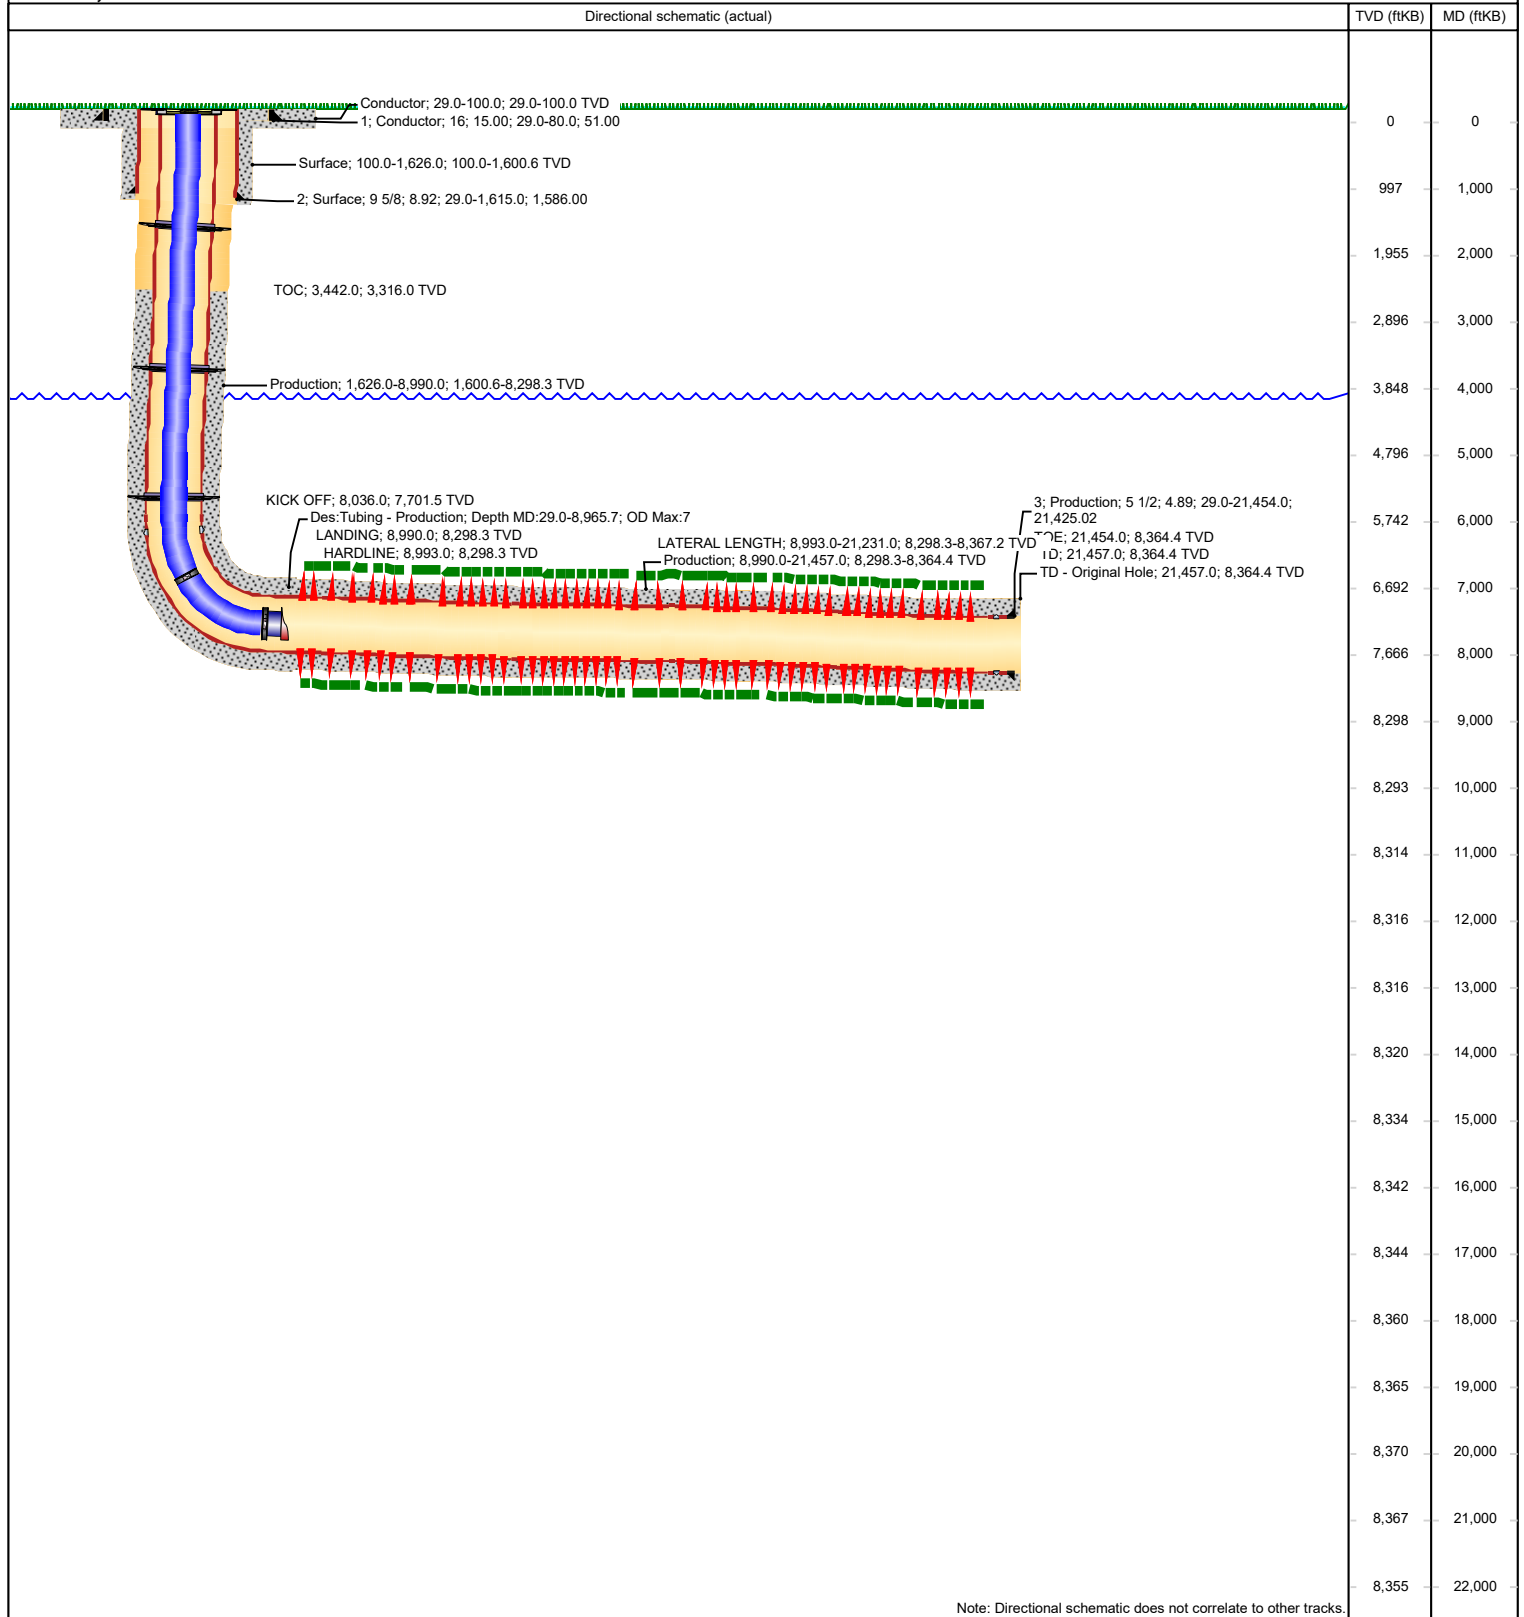 Directional schematic (actual)
TVD (ftKB)
MD (ftKB)
Conductor; 29.0-100.0; 29.0-100.0 TVD
1; Conductor; 16; 15.00; 29.0-80.0; 51.00
Surface; 100.0-1,626.0; 100.0-1,600.6 TVD
2; Surface; 9 5/8; 8.92; 29.0-1,615.0; 1,586.00
TOC; 3,442.0; 3,316.0 TVD
Production; 1,626.0-8,990.0; 1,600.6-8,298.3 TVD
KICK OFF; 8,036.0; 7,701.5 TVD
Des:Tubing - Production; Depth MD:29.0-8,965.7; OD Max:7
LANDING; 8,990.0; 8,298.3 TVD
HARDLINE; 8,993.0; 8,298.3 TVD
LATERAL LENGTH; 8,993.0-21,231.0; 8,298.3-8,367.2 TVD
Production; 8,990.0-21,457.0; 8,298.3-8,364.4 TVD
3; Production; 5 1/2; 4.89; 29.0-21,454.0;
21,425.02
TOE; 21,454.0; 8,364.4 TVD
TD; 21,457.0; 8,364.4 TVD
TD - Original Hole; 21,457.0; 8,364.4 TVD
0 0
997 1,000
1,955 2,000
2,896 3,000
3,848 4,000
4,796 5,000
5,742 6,000
6,692 7,000
7,666 8,000
8,298 9,000
8,293 10,000
8,314 11,000
8,316 12,000
8,316 13,000
8,320 14,000
8,334 15,000
8,342 16,000
8,344 17,000
8,360 18,000
8,365 19,000
8,370 20,000
8,367 21,000
8,355 22,000
Note: Directional schematic does not correlate to other tracks.